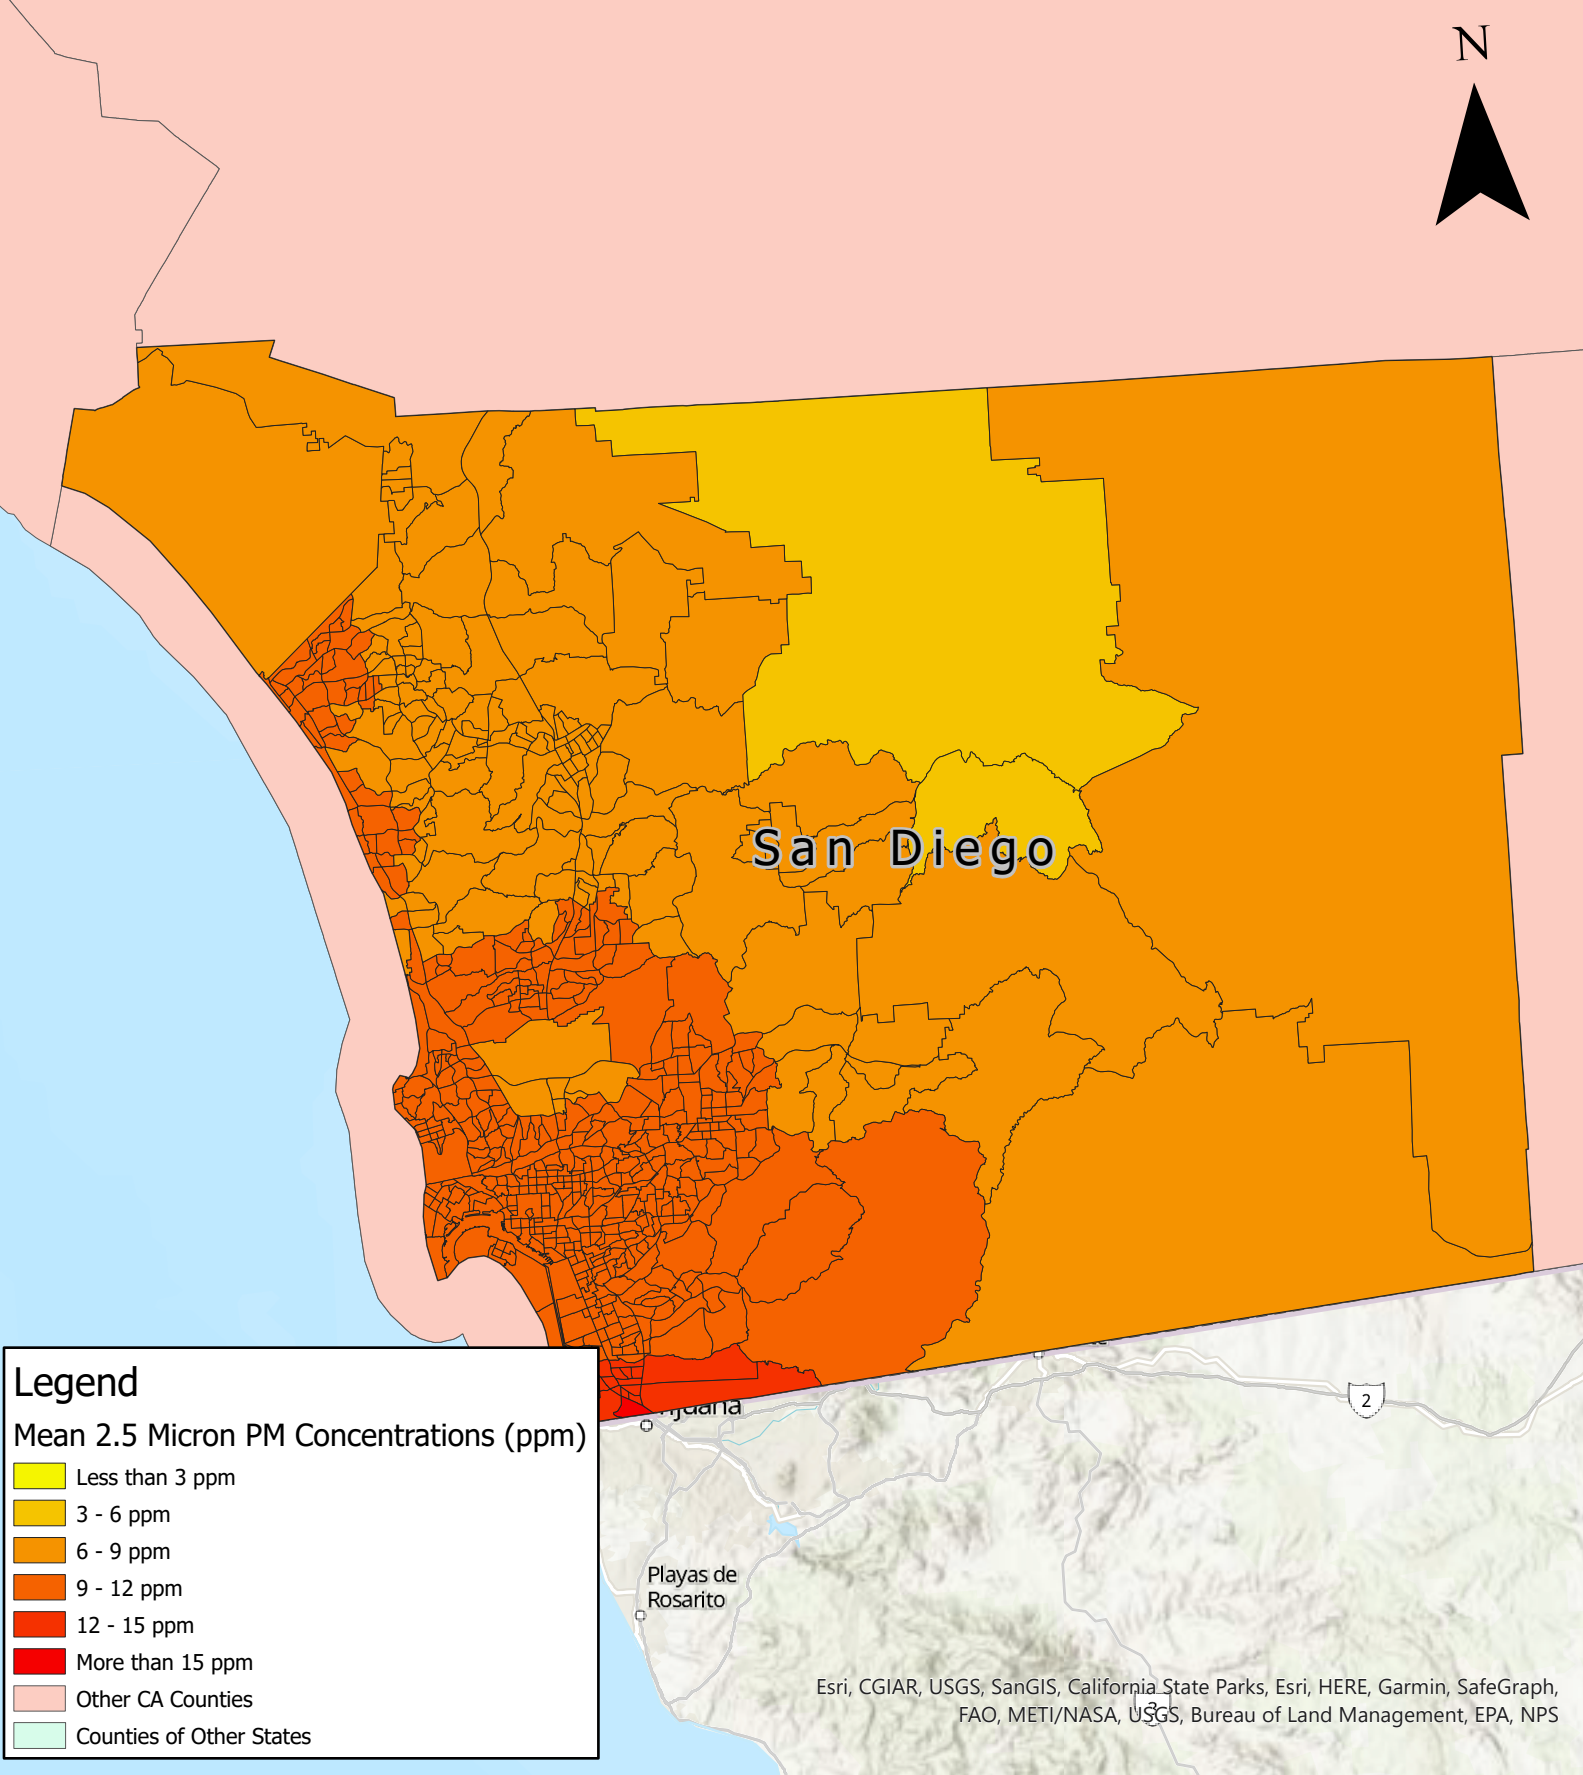 N
San Diego
Legend
Mean 2.5 Micron PM Concentrations (ppm)
Less than 3 ppm
3 - 6 ppm
6 - 9 ppm
9 - 12 ppm
12 - 15 ppm
More than 15 ppm
Other CA Counties
Counties of Other States
2
Playas de
Rosarito
3
Esri, CGIAR, USGS, SanGIS, California State Parks, Esri, HERE, Garmin, SafeGraph,
FAO, METI/NASA, USGS, Bureau of Land Management, EPA, NPS